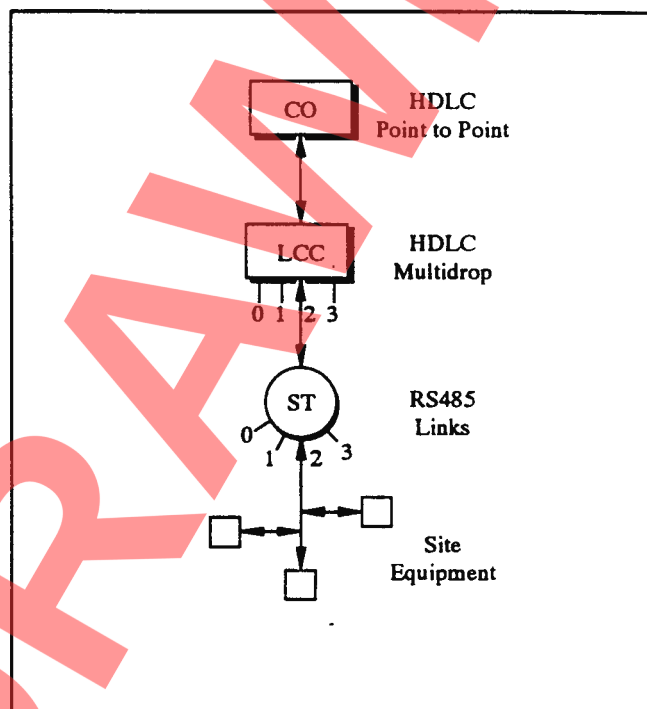 CO
HDLC
Point to Point
LCC
HDLC
Multidrop
0 1 2 3
ST
RS485
Links
0 1 2 3
Site
Equipment